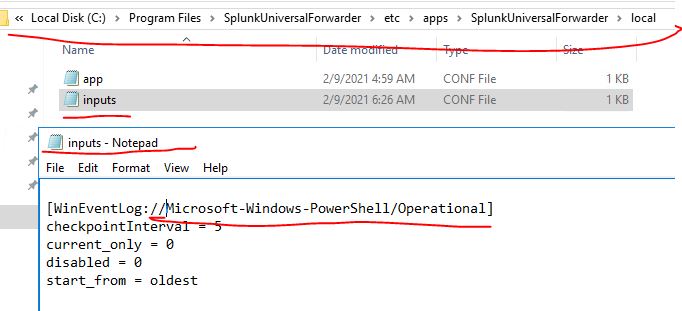 « Local Disk (C:) > Program Files > SplunkUniversalForwarder > etc > apps > SplunkUniversalForwarder > local
Name Date modified Type Size
app 2/9/2021 4:59 AM CONF File 1 KB
inputs 2/9/2021 6:26 AM CONF File 1 KB
inputs - Notepad
File Edit Format View Help
[WinEventLog://Microsoft-Windows-PowerShell/Operational]
checkpointInterval = 5
current_only = 0
disabled = 0
start_from = oldest